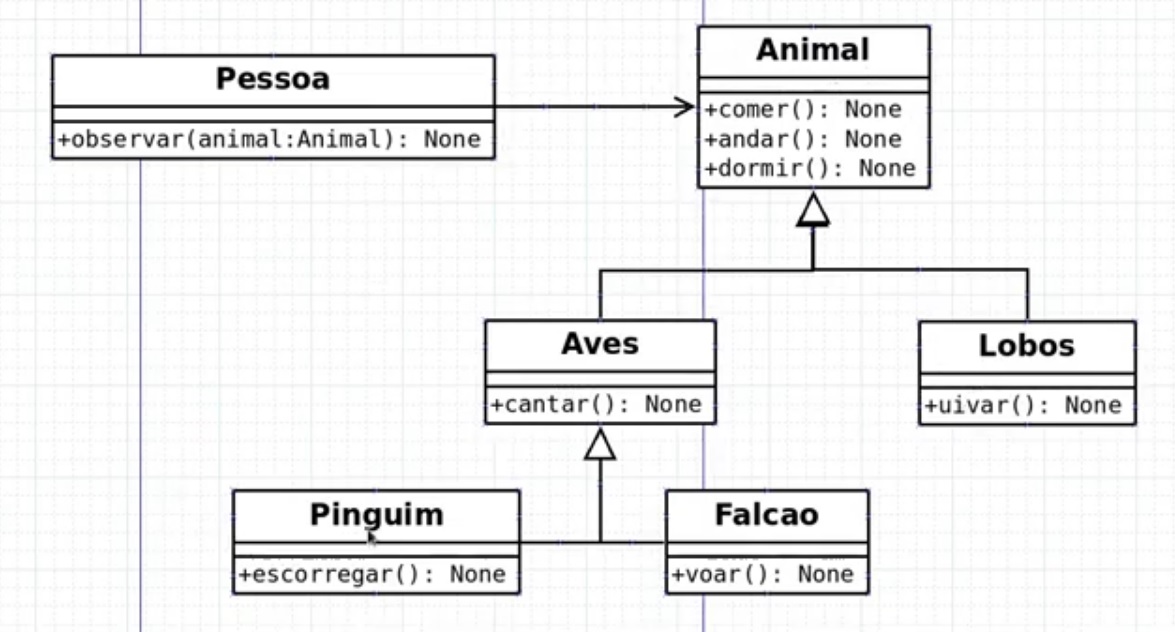 Pessoa
+observar(animal:Animal): None
Animal
+comer(): None
+andar(): None
+dormir(): None
Aves
+cantar(): None
Lobos
+uivar(): None
Pinguim
+escorregar(): None
Falcao
+voar(): None